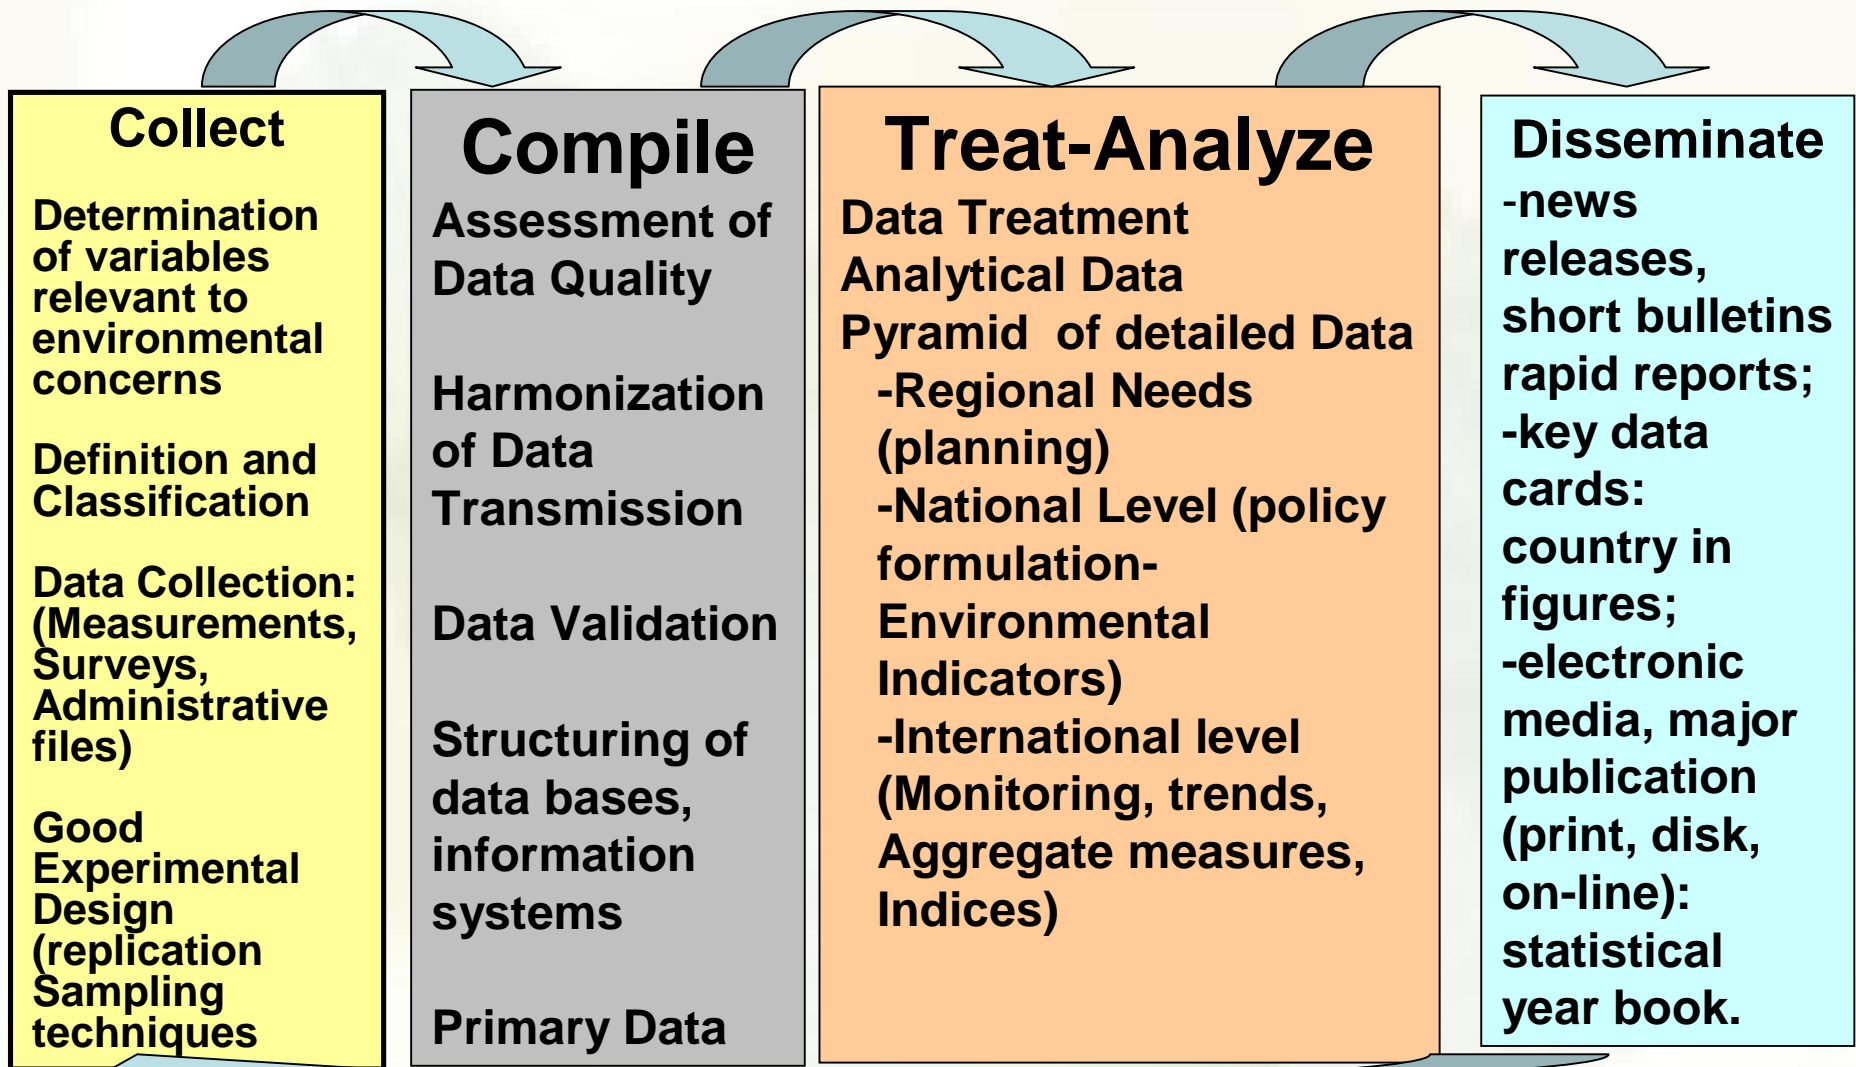 Collect
Determination
of variables
relevant to
environmental
concerns
Definition and
Classification
Data Collection:
(Measurements,
Surveys,
Administrative
files)
Good
Experimental
Design
(replication
Sampling
techniques
Compile
Assessment of
Data Quality
Harmonization
of Data
Transmission
Data Validation
Structuring of
data bases,
information
systems
Primary Data
Treat-Analyze
Data Treatment
Analytical Data
Pyramid  of detailed Data
-Regional Needs
(planning)
-National Level (policy
formulation-
Environmental
Indicators)
-International level
(Monitoring, trends,
Aggregate measures,
Indices)
Disseminate
-news
releases,
short bulletins
rapid reports;
-key data
cards:
country in
figures;
-electronic
media, major
publication
(print, disk,
on-line):
statistical
year book.